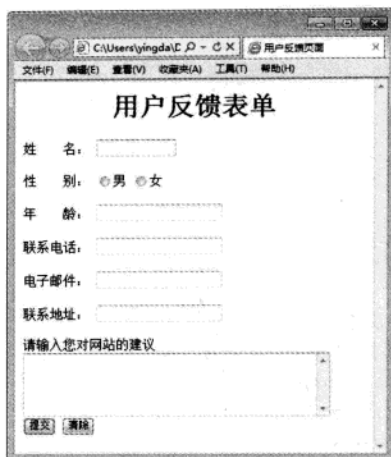 C:\Users\yingda\D
用户反馈页面
文件(F) 编辑(E) 查看(V) 收藏夹(A) 工具(T) 帮助(H)
用户反馈表单
姓 名：
性 别： 男 女
年 龄：
联系电话：
电子邮件：
联系地址：
请输入您对网站的建议
提交 清除